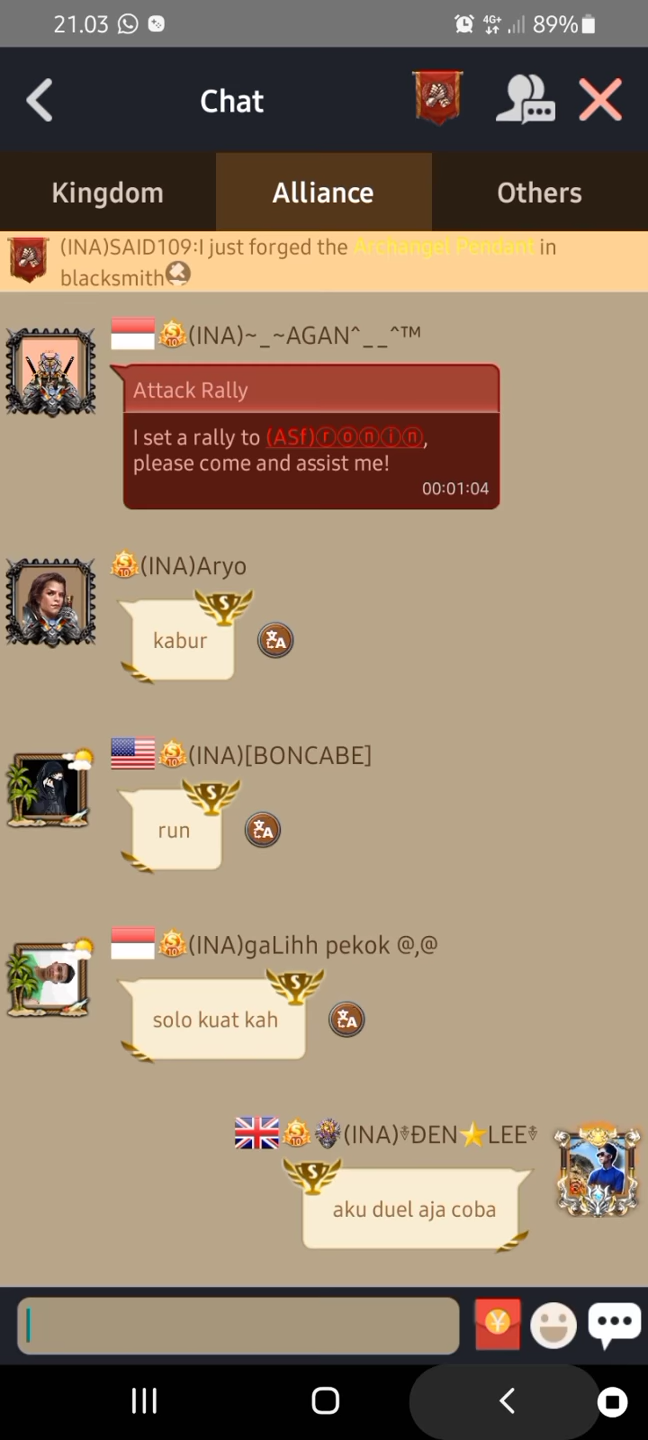 21.03
4G+
89%
Chat
Kingdom
Alliance
Others
(INA)SAID109:I just forged the Archangel Pendant in
blacksmith
(INA)~_~AGAN^__^™
Attack Rally
I set a rally to (ASf)ⓡⓞⓝⓘⓝ,
please come and assist me!
00:01:04
(INA)Aryo
kabur
(INA)[BONCABE]
run
(INA)gaLihh pekok @,@
solo kuat kah
(INA)⚕ĐEN⭐LEE⚕
aku duel aja coba